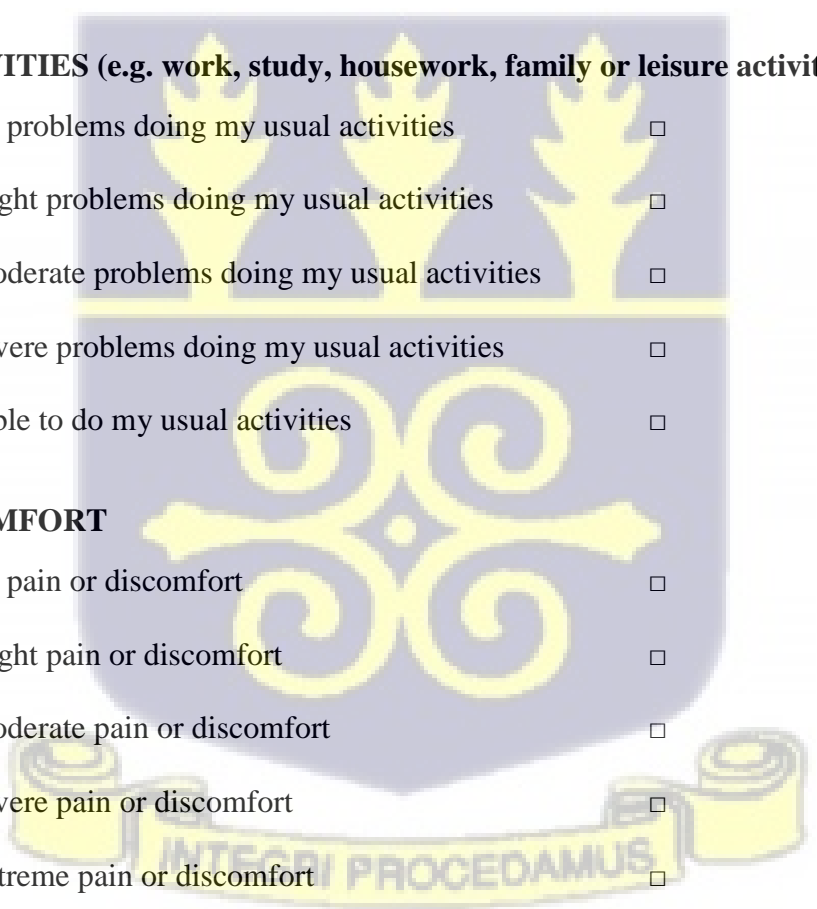 VITIES (e.g. work, study, housework, family or leisure activit
problems doing my usual activities □
ght problems doing my usual activities □
oderate problems doing my usual activities □
vere problems doing my usual activities □
ble to do my usual activities □
MFORT
pain or discomfort □
ght pain or discomfort □
oderate pain or discomfort □
vere pain or discomfort □
treme pain or discomfort □
INTEGRI PROCEDAMUS